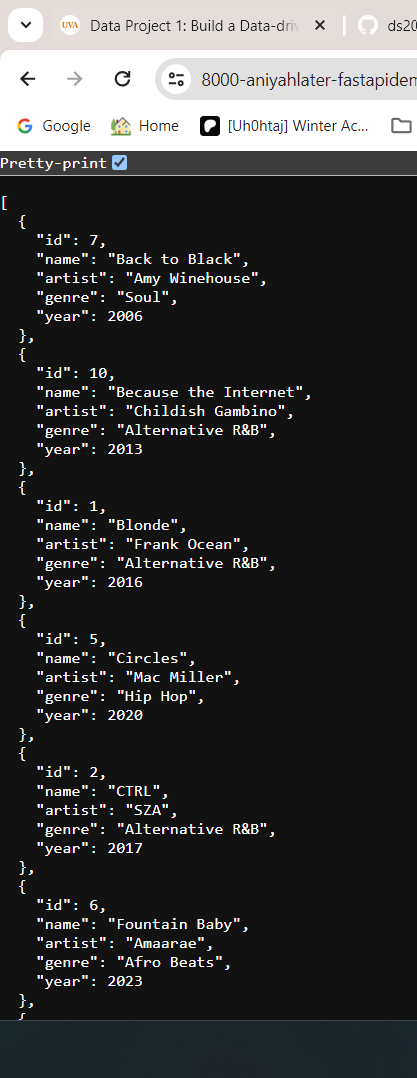 UVA Data Project 1: Build a Data-driv ds20
8000-aniyahlater-fastapidem
Google Home [Uh0htaj] Winter Ac...
Pretty-print
[
  {
    "id": 7,
    "name": "Back to Black",
    "artist": "Amy Winehouse",
    "genre": "Soul",
    "year": 2006
  },
  {
    "id": 10,
    "name": "Because the Internet",
    "artist": "Childish Gambino",
    "genre": "Alternative R&B",
    "year": 2013
  },
  {
    "id": 1,
    "name": "Blonde",
    "artist": "Frank Ocean",
    "genre": "Alternative R&B",
    "year": 2016
  },
  {
    "id": 5,
    "name": "Circles",
    "artist": "Mac Miller",
    "genre": "Hip Hop",
    "year": 2020
  },
  {
    "id": 2,
    "name": "CTRL",
    "artist": "SZA",
    "genre": "Alternative R&B",
    "year": 2017
  },
  {
    "id": 6,
    "name": "Fountain Baby",
    "artist": "Amaarae",
    "genre": "Afro Beats",
    "year": 2023
  },
  {